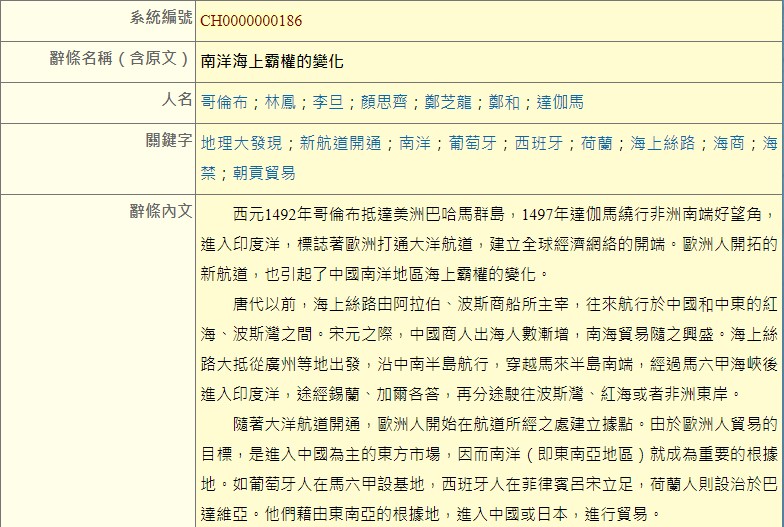 系統編號 CH0000000186
辭條名稱（含原文） 南洋海上霸權的變化
人名 哥倫布；林鳳；李旦；顏思齊；鄭芝龍；鄭和；達伽馬
關鍵字 地理大發現；新航道開通；南洋；葡萄牙；西班牙；荷蘭；海上絲路；海商；海
禁；朝貢貿易
辭條內文 西元1492年哥倫布抵達美洲巴哈馬群島，1497年達伽馬繞行非洲南端好望角，
進入印度洋，標誌著歐洲打通大洋航道，建立全球經濟網絡的開端。歐洲人開拓的
新航道，也引起了中國南洋地區海上霸權的變化。
唐代以前，海上絲路由阿拉伯、波斯商船所主宰，往來航行於中國和中東的紅
海、波斯灣之間。宋元之際，中國商人出海人數漸增，南海貿易隨之興盛。海上絲
路大抵從廣州等地出發，沿中南半島航行，穿越馬來半島南端，經過馬六甲海峽後
進入印度洋，途經錫蘭、加爾各答，再分途駛往波斯灣、紅海或者非洲東岸。
隨著大洋航道開通，歐洲人開始在航道所經之處建立據點。由於歐洲人貿易的
目標，是進入中國為主的東方市場，因而南洋（即東南亞地區）就成為重要的根據
地。如葡萄牙人在馬六甲設基地，西班牙人在菲律賓呂宋立足，荷蘭人則設治於巴
達維亞。他們藉由東南亞的根據地，進入中國或日本，進行貿易。